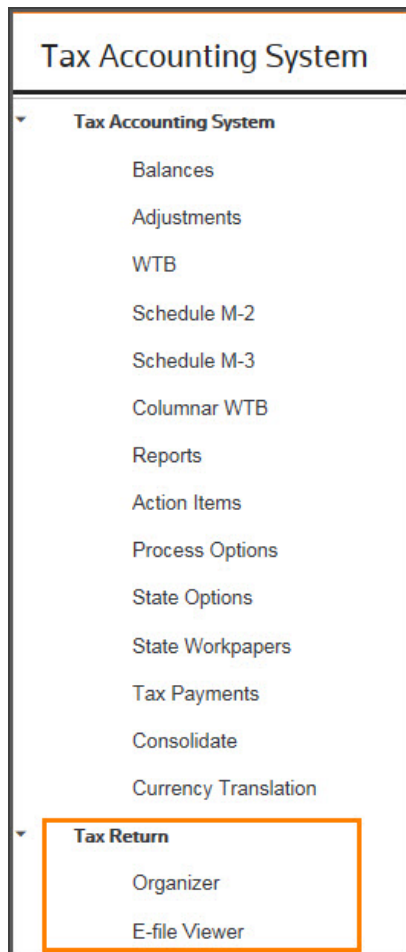 Tax Accounting System
Tax Accounting System
Balances
Adjustments
WTB
Schedule M-2
Schedule M-3
Columnar WTB
Reports
Action Items
Process Options
State Options
State Workpapers
Tax Payments
Consolidate
Currency Translation
Tax Return
Organizer
E-file Viewer